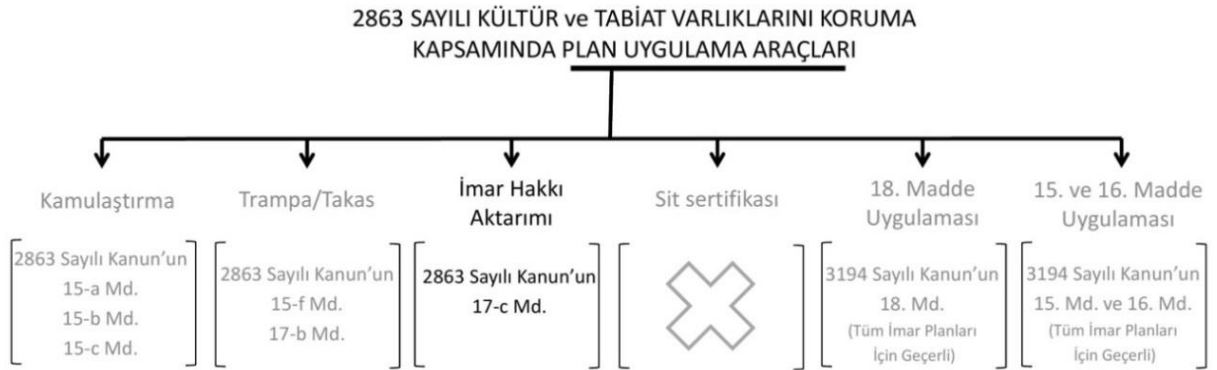 2863 SAYILI KÜLTÜR ve TABİAT VARLIKLARINI KORUMA
KAPSAMINDA PLAN UYGULAMA ARAÇLARI
Kamulaştırma
2863 Sayılı Kanun'un
15-a Md.
15-b Md.
15-c Md.
Trampa/Takas
2863 Sayılı Kanun'un
15-f Md.
17-b Md.
İmar Hakkı
Aktarımı
2863 Sayılı Kanun'un
17-c Md.
Sit sertifikası
18. Madde
Uygulaması
3194 Sayılı Kanun'un
18. Md.
(Tüm İmar Planları
İçin Geçerli)
15. ve 16. Madde
Uygulaması
3194 Sayılı Kanun'un
15. Md. ve 16. Md.
(Tüm İmar Planları
İçin Geçerli)